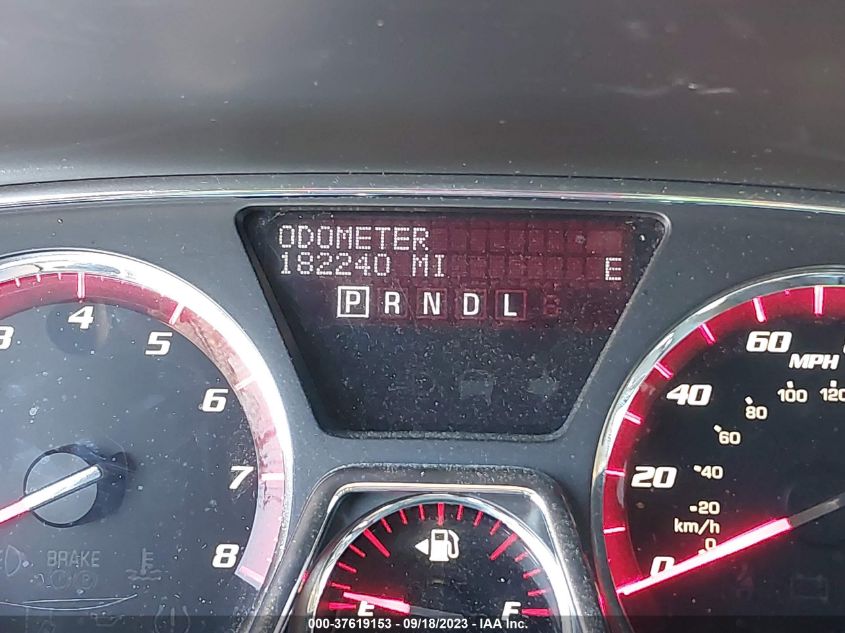 ODOMETER
182240 MI E
P R N D L
3 4 5 6 7 8
BRAKE
E F
0 20 40 60
MPH
km/h
0 20 40 60 80 100 120
000-37619153 - 09/18/2023 - IAA Inc.